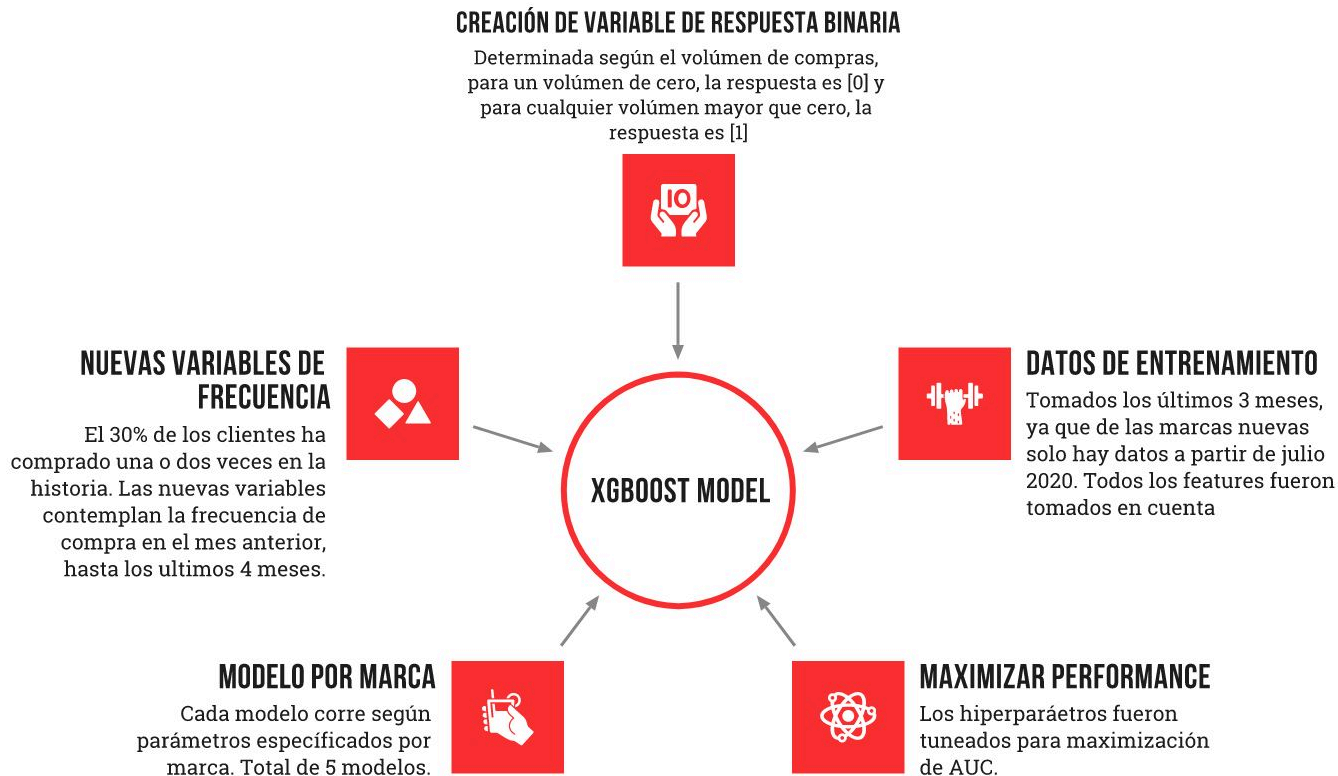 CREACIÓN DE VARIABLE DE RESPUESTA BINARIA
Determinada según el volúmen de compras,
para un volúmen de cero, la respuesta es [0] y
para cualquier volúmen mayor que cero, la
respuesta es [1]
IO
NUEVAS VARIABLES DE
FRECUENCIA
El 30% de los clientes ha
comprado una o dos veces en la
historia. Las nuevas variables
contemplan la frecuencia de
compra en el mes anterior,
hasta los ultimos 4 meses.
XGBOOST MODEL
DATOS DE ENTRENAMIENTO
Tomados los últimos 3 meses,
ya que de las marcas nuevas
solo hay datos a partir de julio
2020. Todos los features fueron
tomados en cuenta
MODELO POR MARCA
Cada modelo corre según
parámetros específicados por
marca. Total de 5 modelos.
MAXIMIZAR PERFORMANCE
Los hiperparáetros fueron
tuneados para maximización
de AUC.